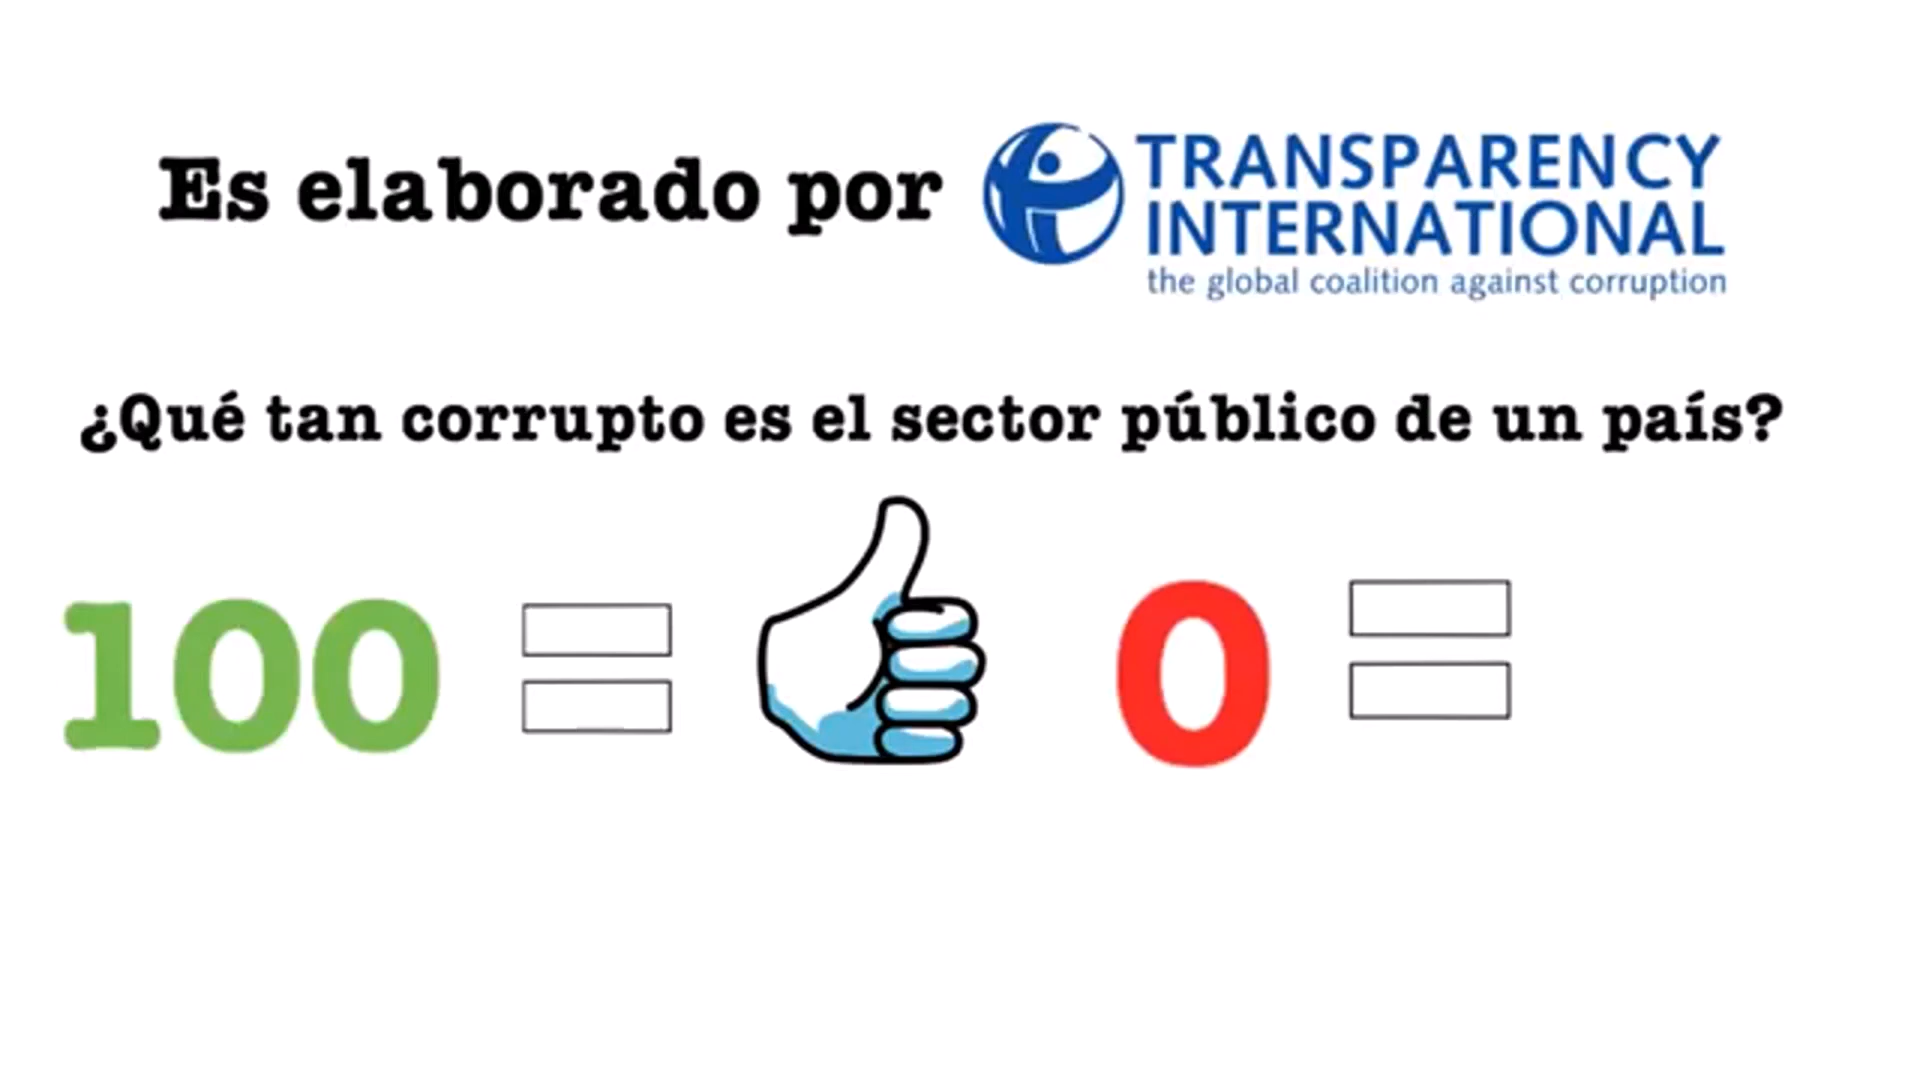 Es elaborado por
TRANSPARENCY
INTERNATIONAL
the global coalition against corruption
¿Qué tan corrupto es el sector público de un país?
100 = 0 =